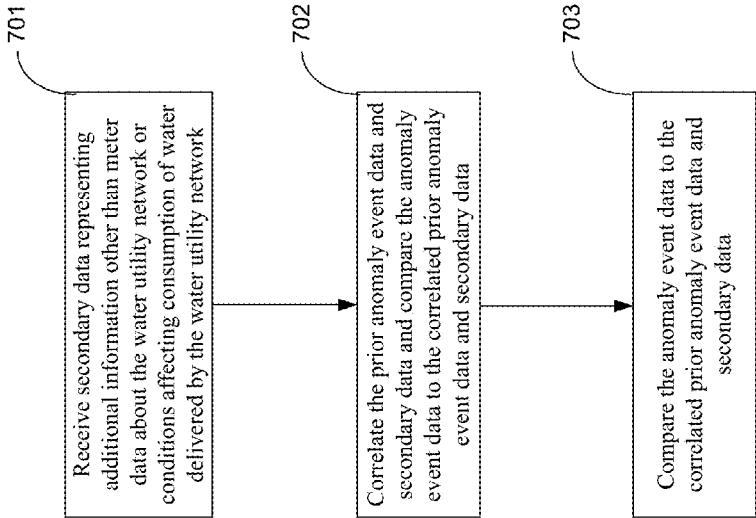 701
Receive secondary data representing
additional information other than meter
data about the water utility network or
conditions affecting consumption of water
delivered by the water utility network
702
Correlate the prior anomaly event data and
secondary data and compare the anomaly
event data to the correlated prior anomaly
event data and secondary data
703
Compare the anomaly event data to the
correlated prior anomaly event data and
secondary data